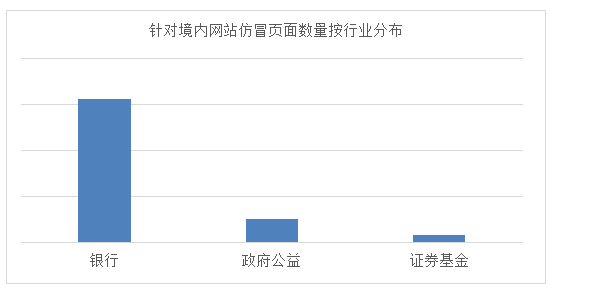 针对境内网站仿冒页面数量按行业分布
银行
政府公益
证券基金